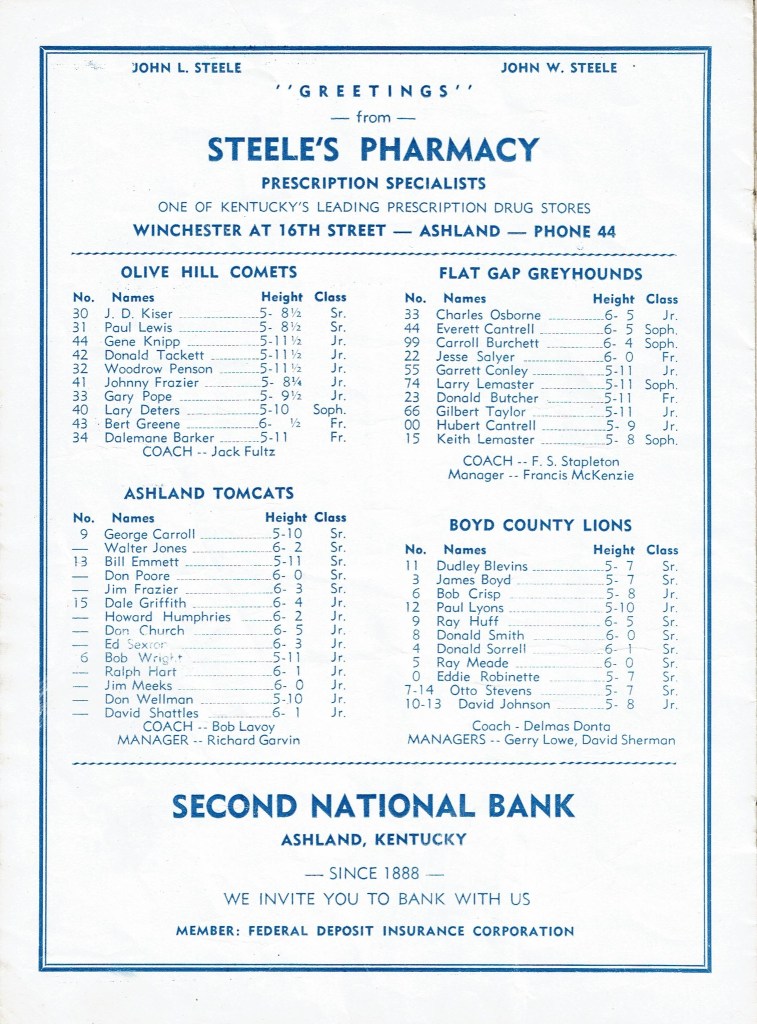 JOHN L. STEELE JOHN W. STEELE
''GREETINGS''
— from —
STEELE'S PHARMACY
PRESCRIPTION SPECIALISTS
ONE OF KENTUCKY'S LEADING PRESCRIPTION DRUG STORES
WINCHESTER AT 16TH STREET — ASHLAND — PHONE 44
OLIVE HILL COMETS
No. Names Height Class
30 J. D. Kiser 5- 8½ Sr.
31 Paul Lewis 5- 8½ Sr.
44 Gene Knipp 5-11½ Jr.
42 Donald Tackett 5-11½ Jr.
32 Woodrow Penson 5-11½ Jr.
41 Johnny Frazier 5- 8¼ Jr.
33 Gary Pope 5- 9½ Jr.
40 Lary Deters 5-10 Soph.
43 Bert Greene 6- ½ Fr.
34 Dalemane Barker 5-11 Fr.
COACH -- Jack Fultz
FLAT GAP GREYHOUNDS
No. Names Height Class
33 Charles Osborne 6- 5 Jr.
44 Everett Cantrell 6- 5 Soph.
99 Carroll Burchett 6- 4 Soph.
22 Jesse Salyer 6- 0 Fr.
55 Garrett Conley 5-11 Jr.
74 Larry Lemaster 5-11 Soph.
23 Donald Butcher 5-11 Fr.
66 Gilbert Taylor 5-11 Jr.
00 Hubert Cantrell 5- 9 Jr.
15 Keith Lemaster 5- 8 Soph.
COACH -- F. S. Stapleton
Manager -- Francis McKenzie
ASHLAND TOMCATS
No. Names Height Class
9 George Carroll 5-10 Sr.
— Walter Jones 6- 2 Sr.
13 Bill Emmett 5-11 Sr.
— Don Poore 6- 0 Sr.
— Jim Frazier 6- 3 Sr.
15 Dale Griffith 6- 4 Jr.
— Howard Humphries 6- 2 Jr.
— Don Church 6- 5 Jr.
— Ed 6- 3 Jr.
6 Bob Wright 5-11 Jr.
— Ralph Hart 6- 1 Jr.
— Jim Meeks 6- 0 Jr.
— Don Wellman 5-10 Jr.
— David Shattles 6- 1 Jr.
COACH -- Bob Lavoy
MANAGER -- Richard Garvin
BOYD COUNTY LIONS
No. Names Height Class
11 Dudley Blevins 5- 7 Sr.
3 James Boyd 5- 7 Sr.
6 Bob Crisp 5- 8 Jr.
12 Paul Lyons 5-10 Jr.
9 Ray Huff 6- 5 Sr.
8 Donald Smith 6- 0 Sr.
4 Donald Sorrell 6- 1 Sr.
5 Ray Meade 6- 0 Sr.
0 Eddie Robinette 5- 7 Sr.
7-14 Otto Stevens 5- 7 Sr.
10-13 David Johnson 5- 8 Jr.
Coach - Delmas Donta
MANAGERS -- Gerry Lowe, David Sherman
SECOND NATIONAL BANK
ASHLAND, KENTUCKY
— SINCE 1888 —
WE INVITE YOU TO BANK WITH US
MEMBER: FEDERAL DEPOSIT INSURANCE CORPORATION